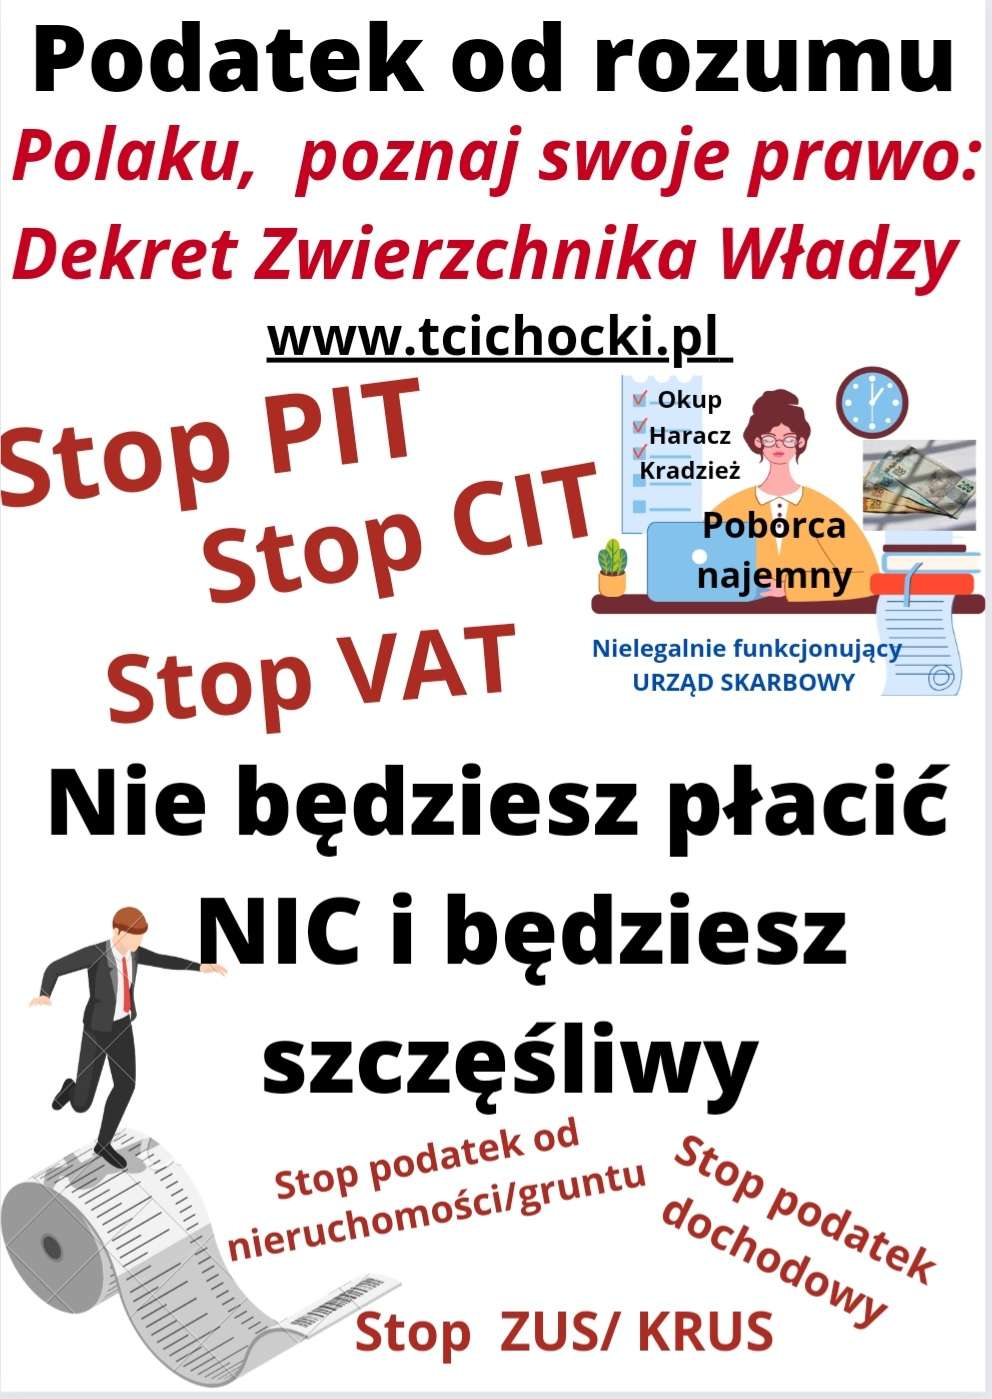 Podatek od rozumu
Polaku, poznaj swoje prawo:
Dekret Zwierzchnika Władzy
www.tcichocki.pl
Stop PIT
Stop CIT
Stop VAT
Okup
Haracz
Kradzież
Poborca
najemny
Nielegalnie funkcjonujący
URZĄD SKARBOWY
Nie będziesz płacić
NIC i będziesz
szczęśliwy
Stop podatek od
nieruchomości/gruntu
Stop podatek
dochodowy
Stop ZUS/ KRUS